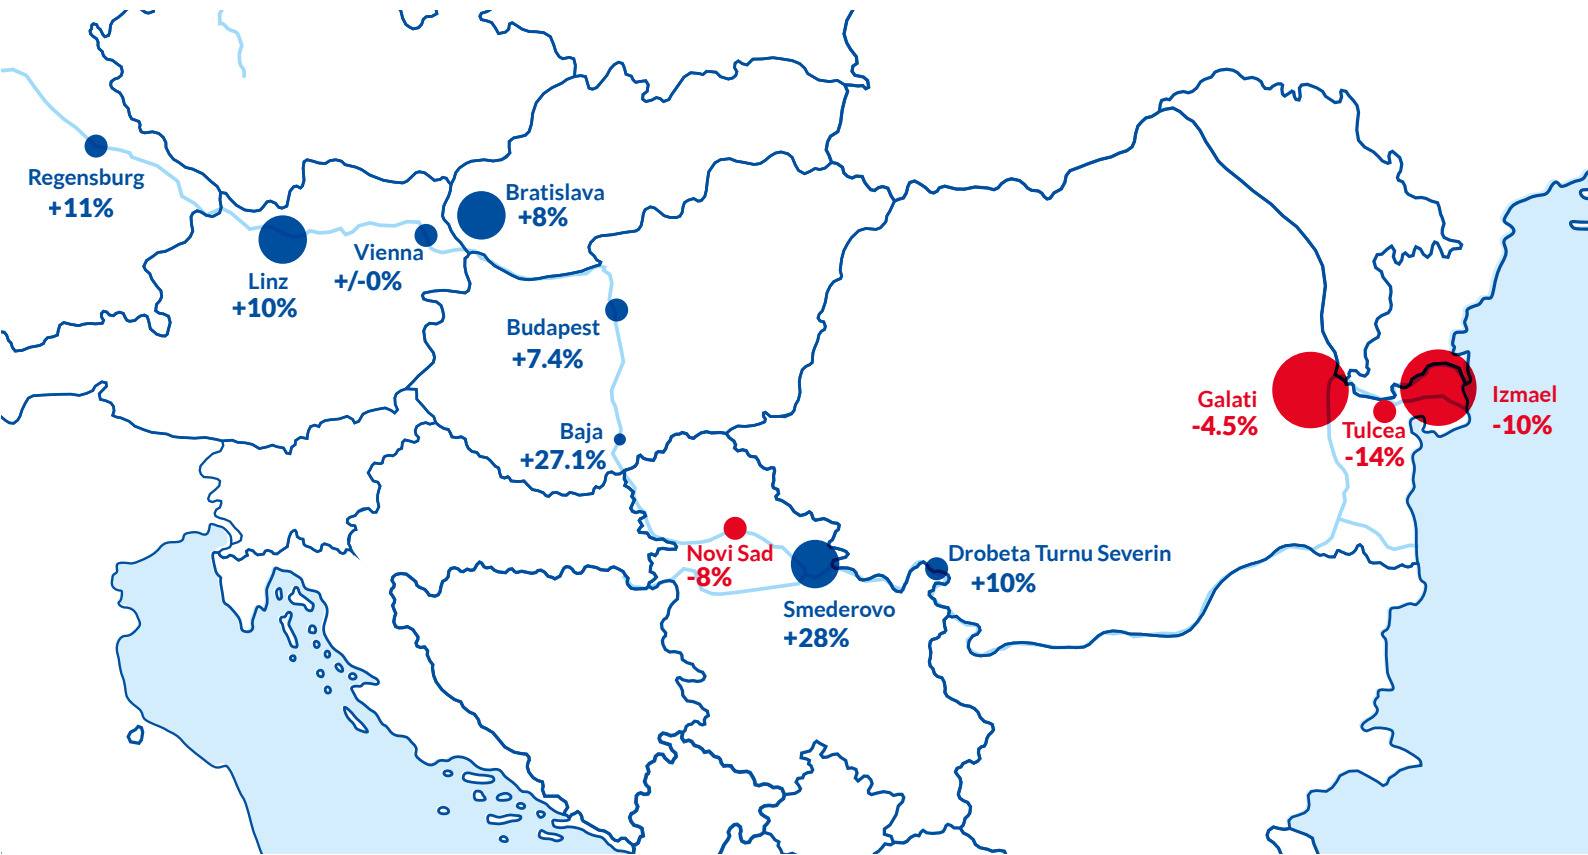 Regensburg
+11%
Linz
+10%
Vienna
+/-0%
Bratislava
+8%
Budapest
+7.4%
Baja
+27.1%
Novi Sad
-8%
Smederovo
+28%
Drobeta Turnu Severin
+10%
Galati
-4.5%
Tulcea
-14%
Izmael
-10%